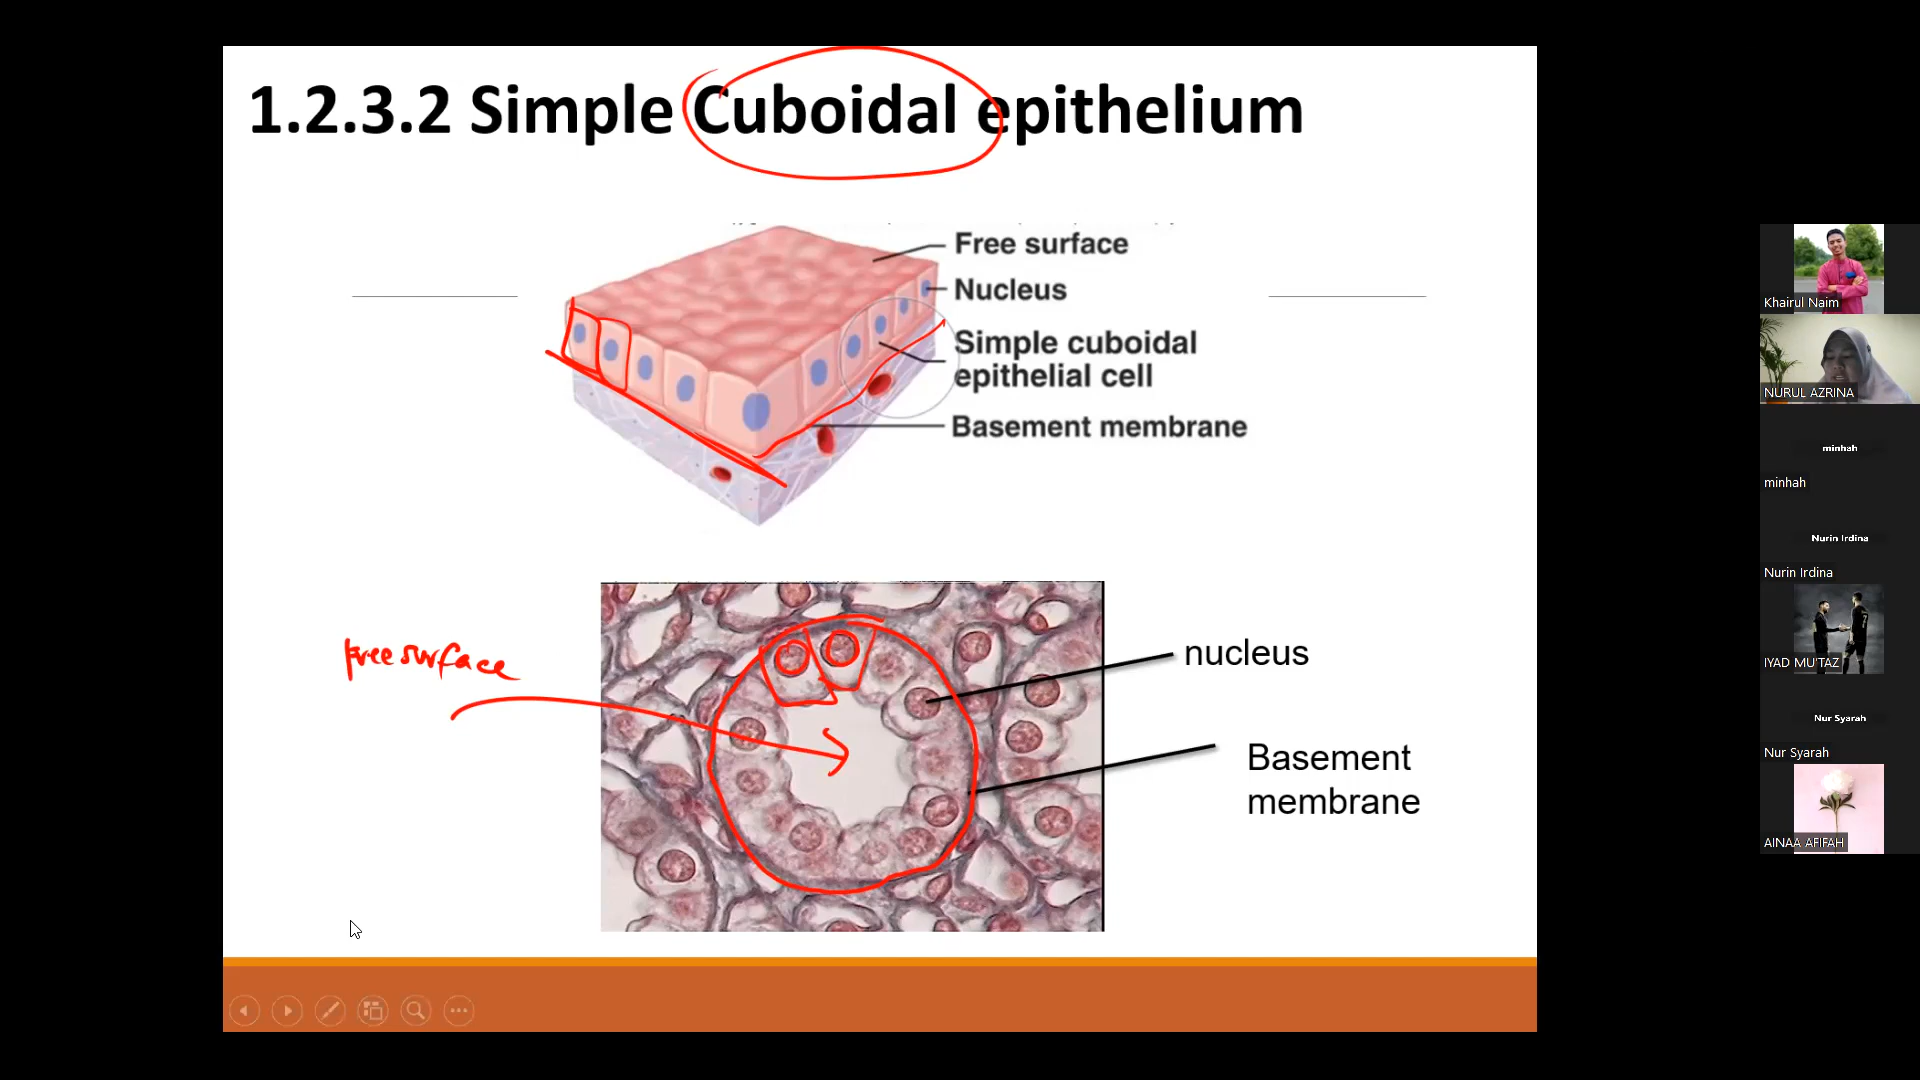 1.2.3.2 Simple Cuboidal epithelium
Free surface
Nucleus
Simple cuboidal
epithelial cell
Basement membrane
Free surface
nucleus
Basement
membrane
Khairul Naim
NURUL AZRINA
minhah
minhah
Nurin Irdina
Nurin Irdina
IYAD MU'TAZ
Nur Syarah
Nur Syarah
AINAA AFIFAH